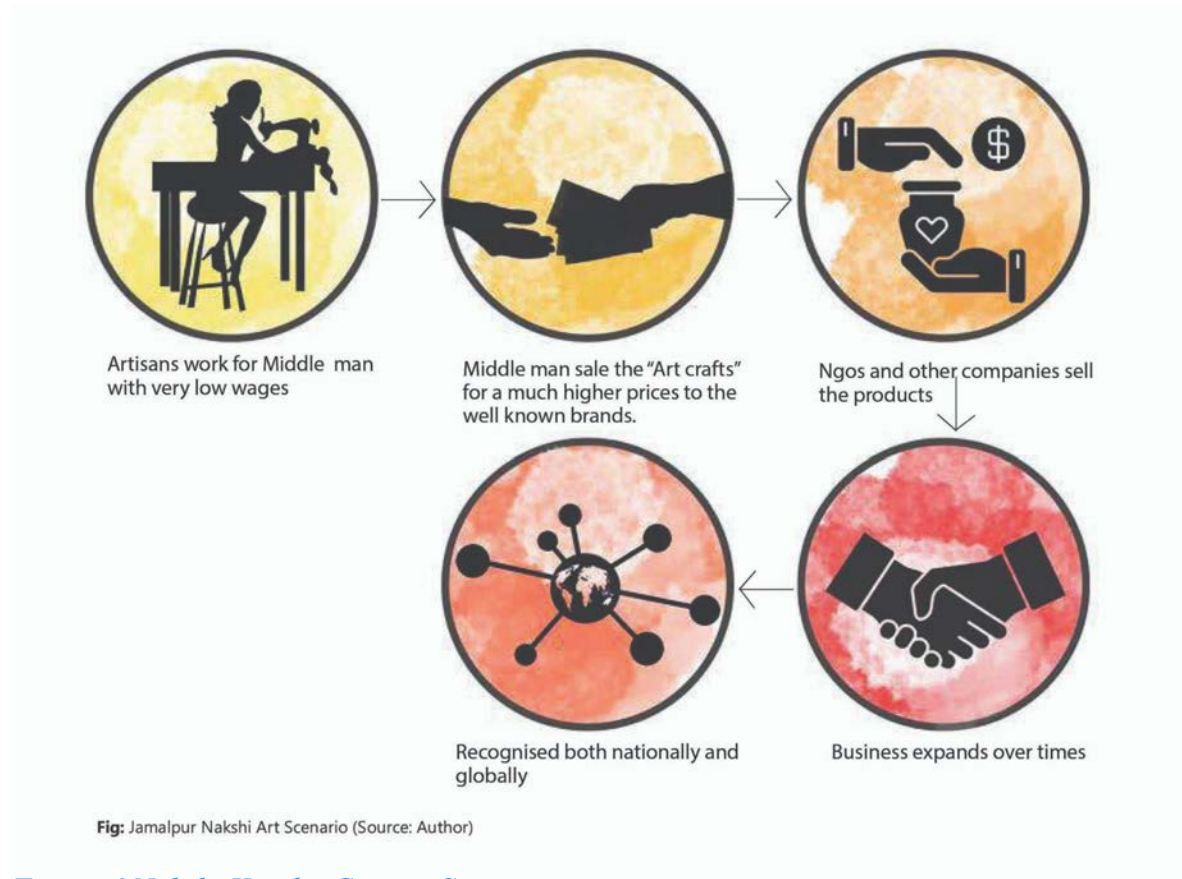 Artisans work for Middle man
with very low wages
Middle man sale the “Art crafts”
for a much higher prices to the
well known brands.
Ngos and other companies sell
the products
Recognised both nationally and
globally
Business expands over times
Fig: Jamalpur Nakshi Art Scenario (Source: Author)